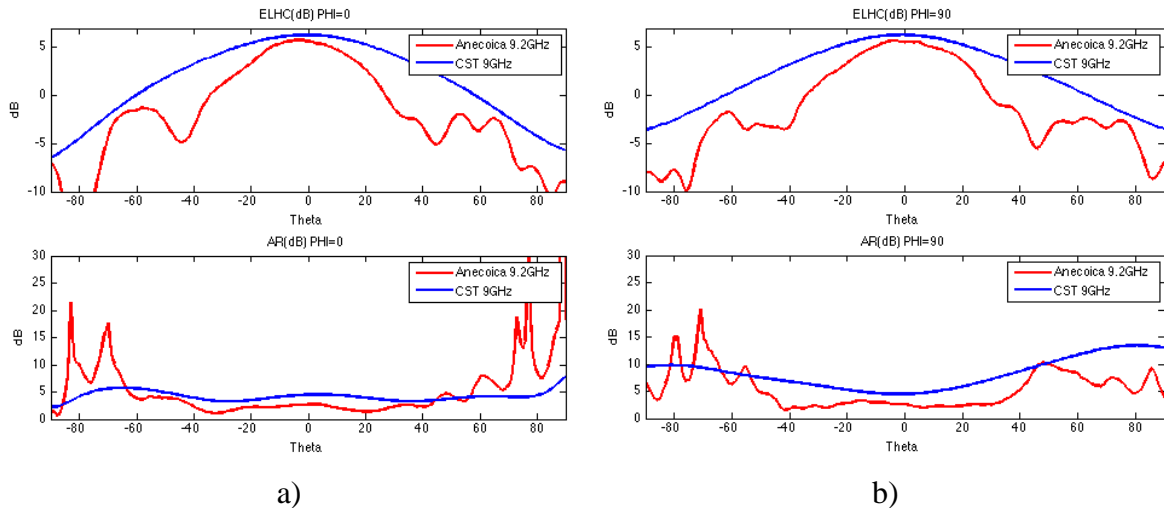 ELHC(dB) PHI=0
5
0
-5
-10
dB
Anecoica 9.2GHz
CST 9GHz
-80 -60 -40 -20 0 20 40 60 80
Theta
AR(dB) PHI=0
30
25
20
15
10
5
0
dB
Anecoica 9.2GHz
CST 9GHz
-80 -60 -40 -20 0 20 40 60 80
Theta
a)
ELHC(dB) PHI=90
5
0
-5
-10
dB
Anecoica 9.2GHz
CST 9GHz
-80 -60 -40 -20 0 20 40 60 80
Theta
AR(dB) PHI=90
30
25
20
15
10
5
0
dB
Anecoica 9.2GHz
CST 9GHz
-80 -60 -40 -20 0 20 40 60 80
Theta
b)